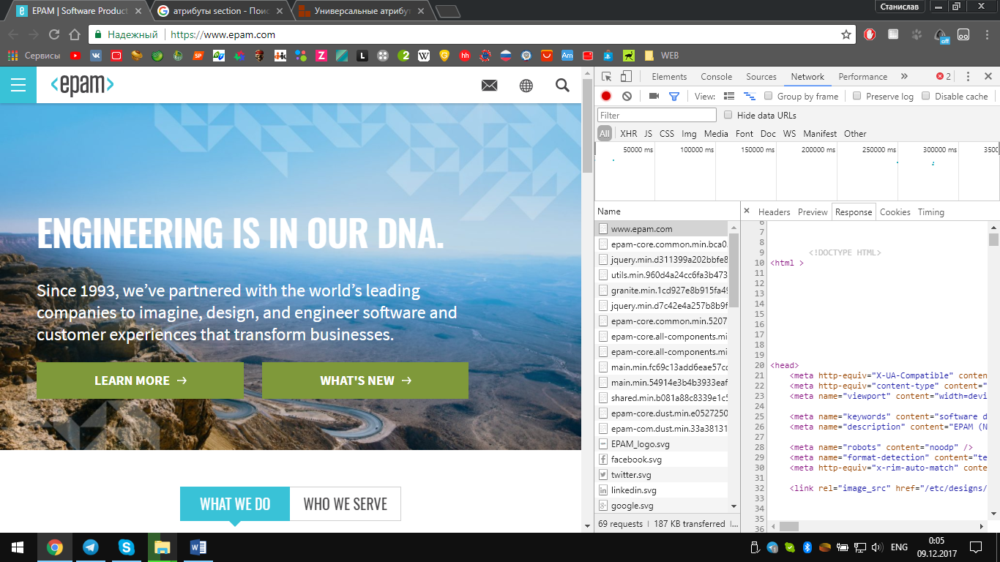 EPAM | Software Product
атрибуты section - Поис
Универсальные атрибут
Станислав
Надежный
https://www.epam.com
off
Сервисы
SP
L
Z
2
W
G
hh
Am
WEB
<epam>
ENGINEERING IS IN OUR DNA.
Since 1993, we’ve partnered with the world’s leading
companies to imagine, design, and engineer software and
customer experiences that transform businesses.
LEARN MORE →
WHAT'S NEW →
WHAT WE DO
WHO WE SERVE
Elements Console Sources Network Performance » 2
View: Group by frame Preserve log Disable cache
Filter Hide data URLs
All XHR JS CSS Img Media Font Doc WS Manifest Other
50000 ms 100000 ms 150000 ms 200000 ms 250000 ms 300000 ms 3500
Name
www.epam.com
epam-core.common.min.bca0.
jquery.min.d311399a202bbfe8
utils.min.960d4a24cc6fa3b473
granite.min.1cd927e8b915fa49
jquery.min.d7c42e4a257b8b9f
epam-core.common.min.5207
epam-core.all-components.mi
epam-core.all-components.mi
main.min.fc69c13add6eae57cc
main.min.54914e3b4b3933eaf
shared.min.b081a88c8339e1c5
epam-core.dust.min.e0527250
epam-com.dust.min.33a38131
EPAM_logo.svg
facebook.svg
twitter.svg
linkedin.svg
google.svg
69 requests | 187 KB transferred |...
Headers Preview Response Cookies Timing
6
7
8
9 <!DOCTYPE HTML>
10 <html >
11
12
13
14
15
16
17
18
19
20 <head>
21 <meta http-equiv="X-UA-Compatible" conten
22 <meta http-equiv="content-type" content="
23 <meta name="viewport" content="width=devi
24
25 <meta name="keywords" content="software d
26 <meta name="description" content="EPAM (N
27
28 <meta name="robots" content="noodp" />
29 <meta name="format-detection" content="te
30 <meta http-equiv="x-rim-auto-match" conte
31
32 <link rel="image_src" href="/etc/designs/
33
34
35
36
ENG
0:05
09.12.2017